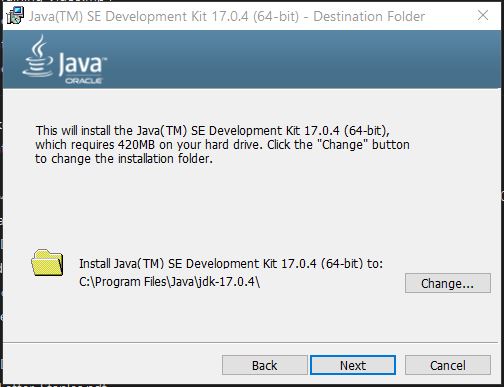 Java(TM) SE Development Kit 17.0.4 (64-bit) - Destination Folder
Java™
ORACLE
This will install the Java(TM) SE Development Kit 17.0.4 (64-bit),
which requires 420MB on your hard drive. Click the "Change" button
to change the installation folder.
Install Java(TM) SE Development Kit 17.0.4 (64-bit) to:
C:\Program Files\Java\jdk-17.0.4\
Change...
Back
Next
Cancel